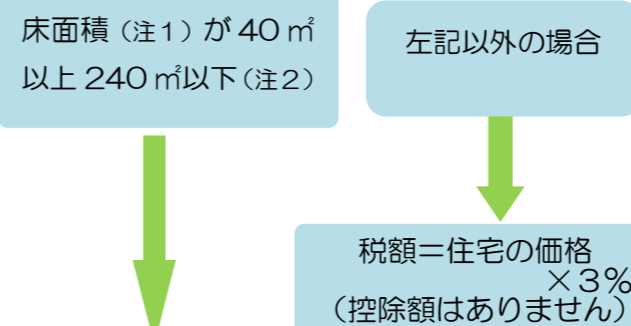 床面積（注１）が40㎡
以上240㎡以下（注２）
左記以外の場合
税額＝住宅の価格
×３％
（控除額はありません）